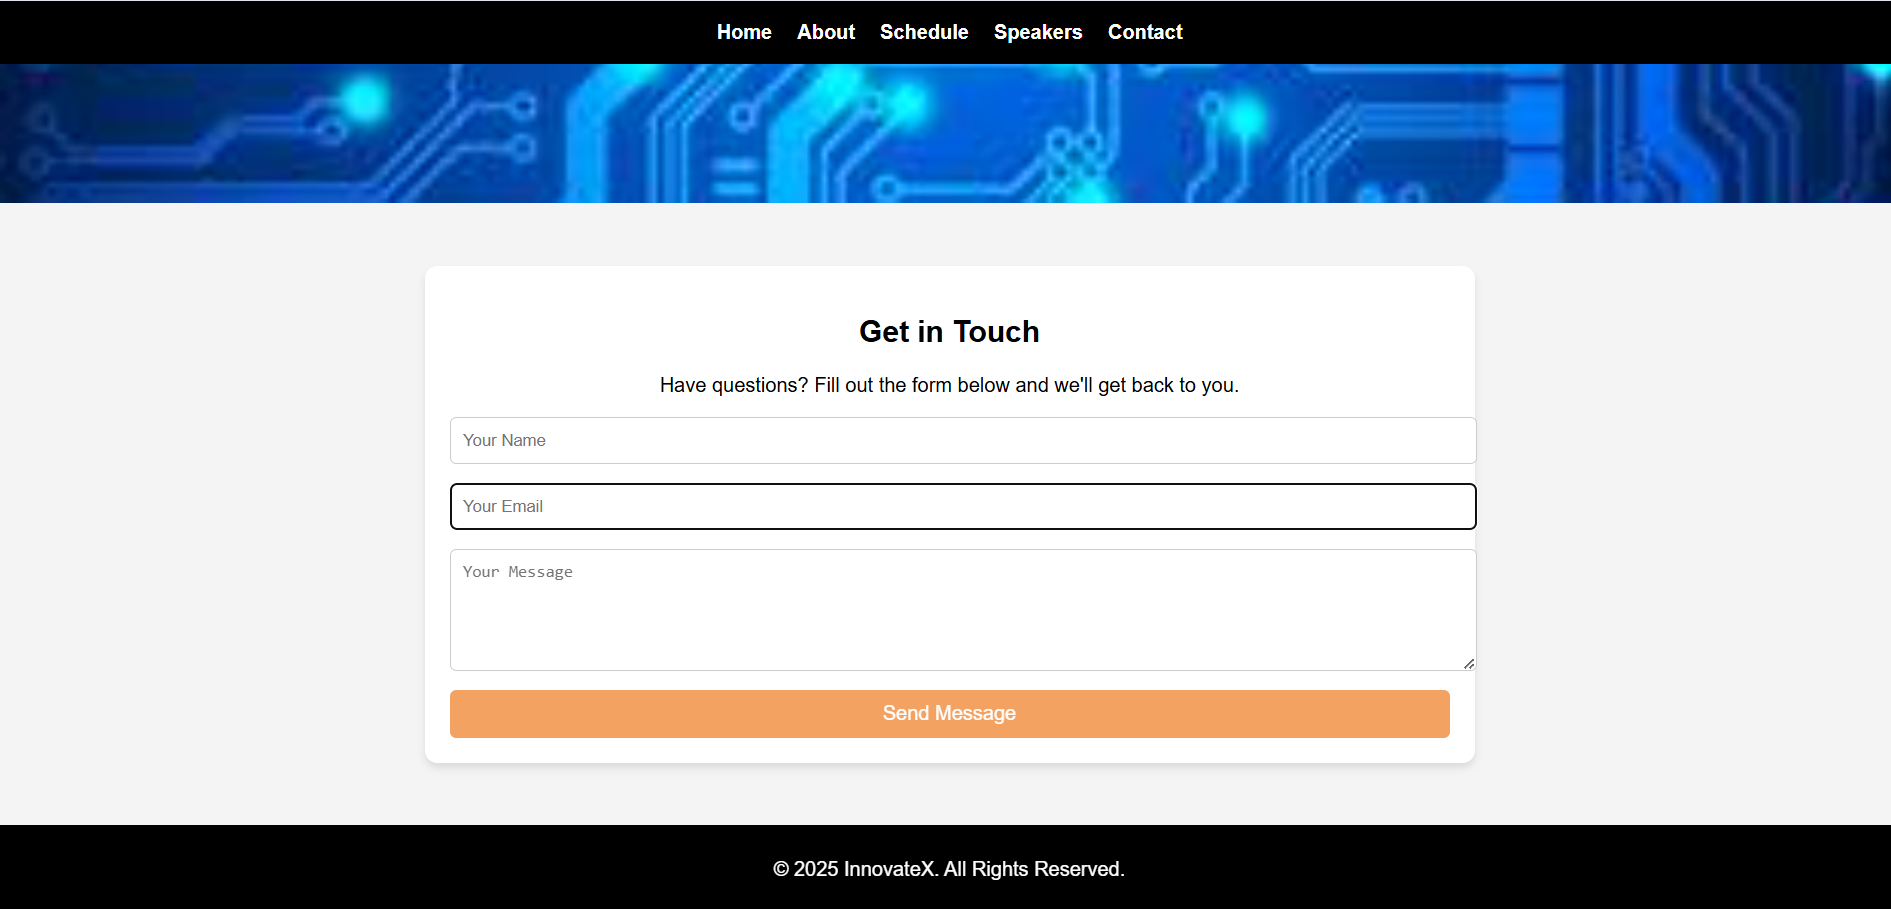 Home About Schedule Speakers Contact
Get in Touch
Have questions? Fill out the form below and we'll get back to you.
Your Name
Your Email
Your Message
Send Message
© 2025 InnovateX. All Rights Reserved.